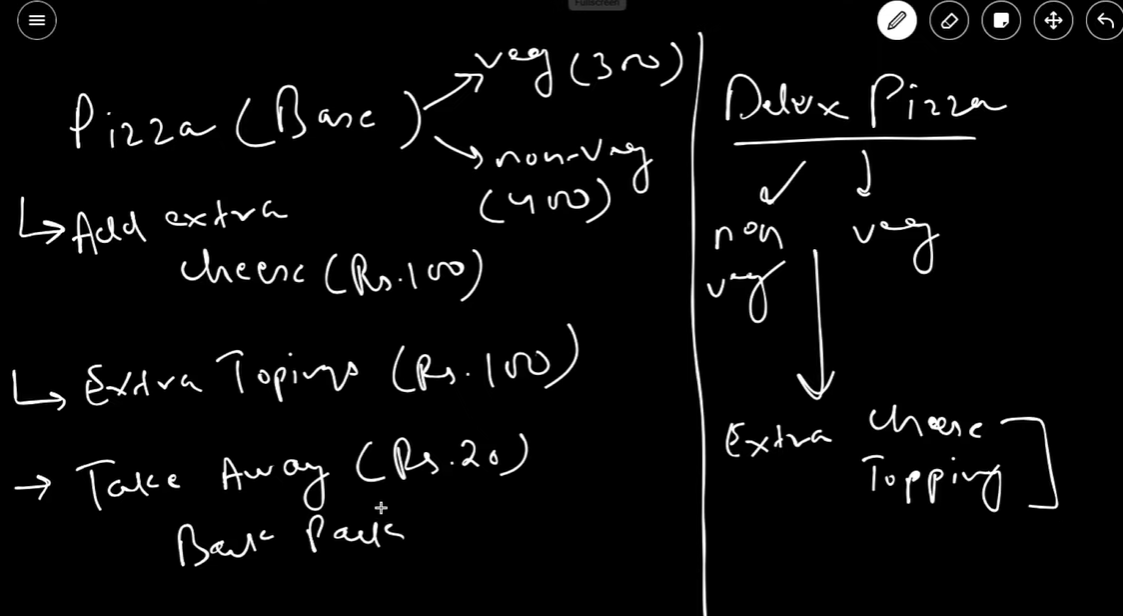 Fullscreen
Pizza (Base)
veg (300)
non-veg
(400)
Add extra
cheese (Rs.100)
Extra Topings (Rs.100)
Take Away (Rs.20)
Back Pack
Delux Pizza
non
veg
veg
Extra cheese
Topping